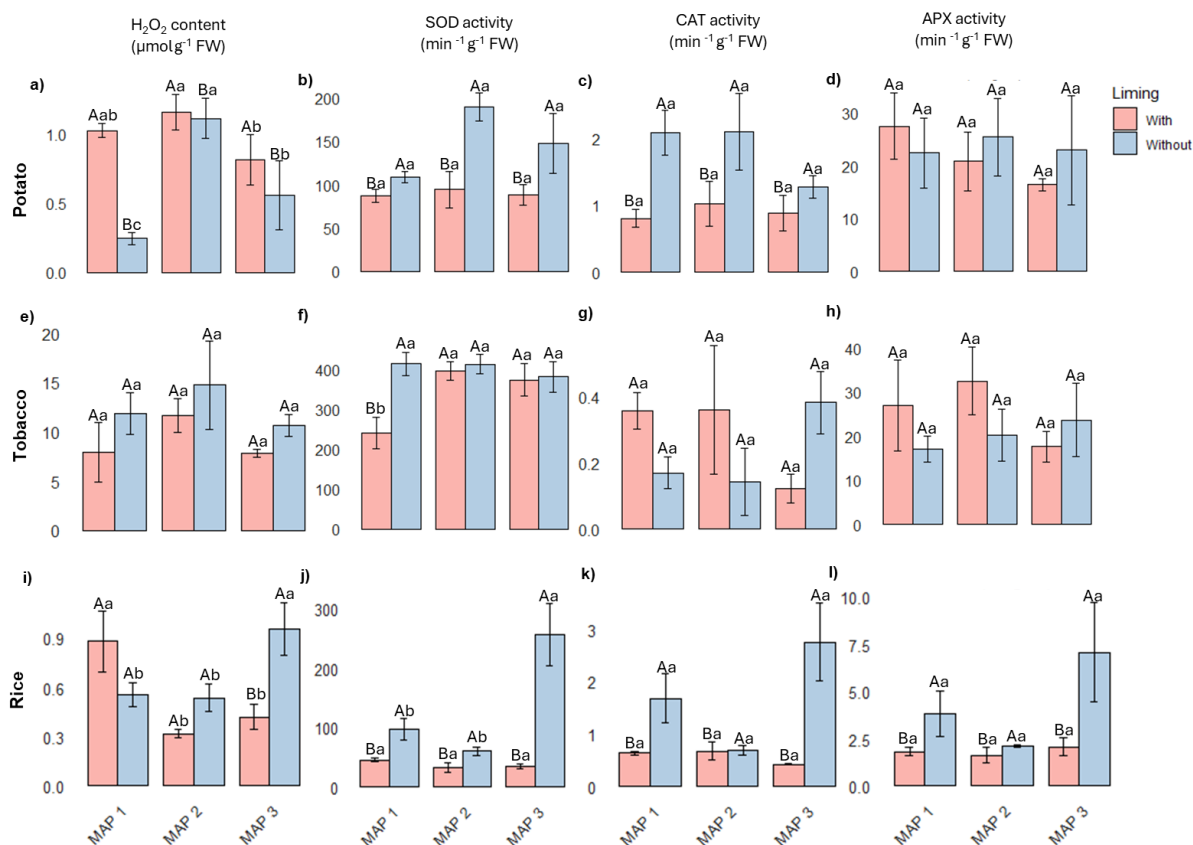 H₂O₂ content
(μmol g⁻¹ FW)
SOD activity
(min ⁻¹ g⁻¹ FW)
CAT activity
(min ⁻¹ g⁻¹ FW)
APX activity
(min ⁻¹ g⁻¹ FW)
Liming
With
Without
Potato
a)
1.0
0.5
0.0
Aab
Bc
Aa
Ba
Ab
Bb
b)
200
150
100
50
0
Ba
Aa
Ba
Aa
Ba
Aa
c)
2
1
0
Ba
Aa
Ba
Aa
Ba
Aa
d)
30
20
10
0
Aa
Aa
Aa
Aa
Aa
Aa
Tobacco
e)
20
15
10
5
0
Aa
Aa
Aa
Aa
Aa
Aa
f)
400
300
200
100
0
Bb
Aa
Aa
Aa
Aa
Aa
g)
0.4
0.2
0.0
Aa
Aa
Aa
Aa
Aa
Aa
h)
40
30
20
10
0
Aa
Aa
Aa
Aa
Aa
Aa
Rice
i)
0.9
0.6
0.3
0.0
Aa
Ab
Ab
Ab
Bb
Aa
MAP 1
MAP 2
MAP 3
j)
300
200
100
0
Ba
Ab
Ba
Ab
Ba
Aa
MAP 1
MAP 2
MAP 3
k)
3
2
1
0
Ba
Aa
Ba
Aa
Ba
Aa
MAP 1
MAP 2
MAP 3
l)
10.0
7.5
5.0
2.5
0.0
Ba
Aa
Ba
Aa
Ba
Aa
MAP 1
MAP 2
MAP 3